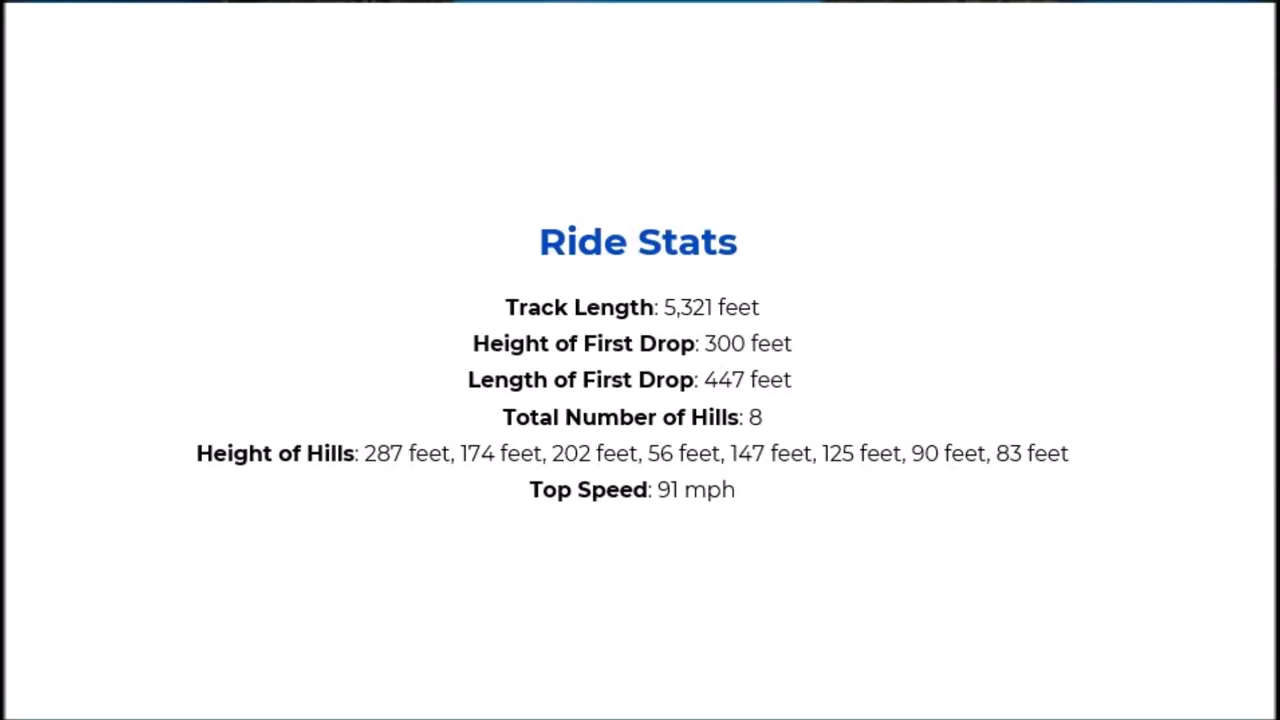 Ride Stats
Track Length: 5,321 feet
Height of First Drop: 300 feet
Length of First Drop: 447 feet
Total Number of Hills: 8
Height of Hills: 287 feet, 174 feet, 202 feet, 56 feet, 147 feet, 125 feet, 90 feet, 83 feet
Top Speed: 91 mph